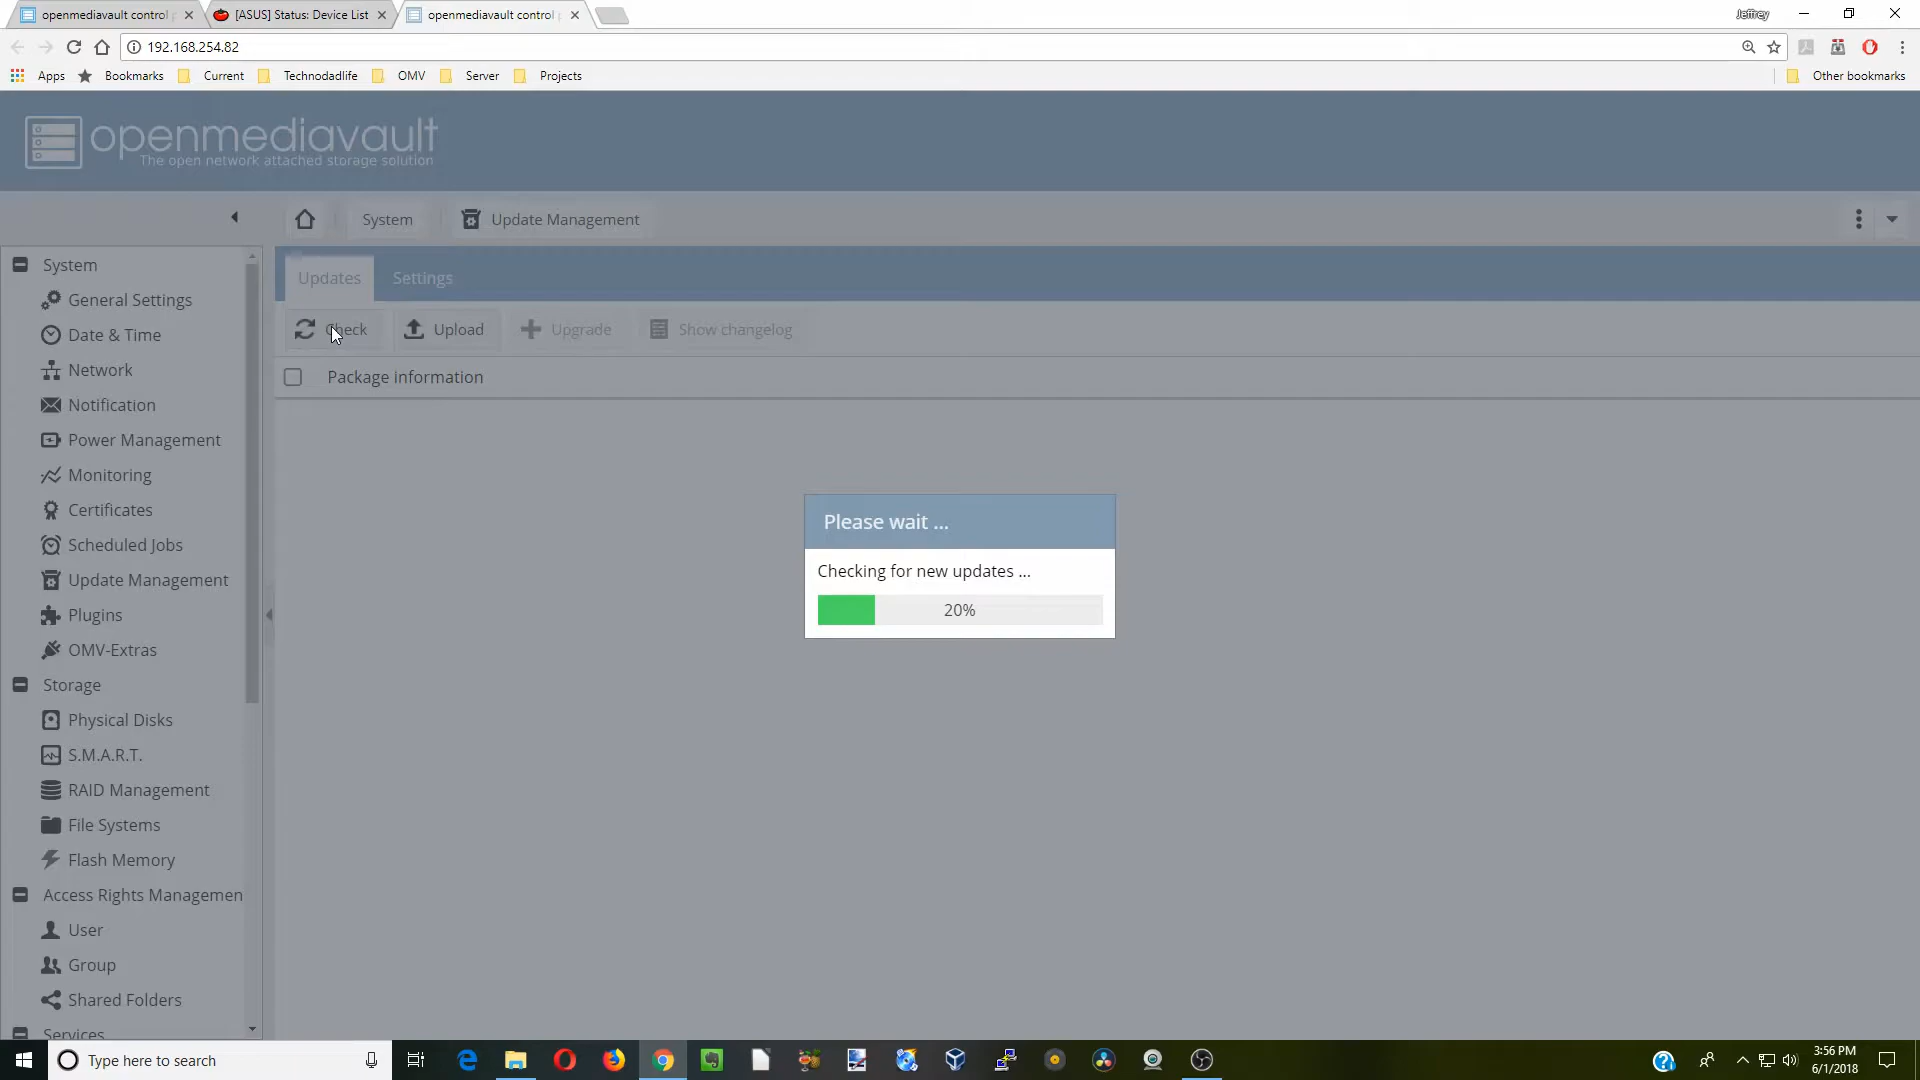 openmediavault control
[ASUS] Status: Device List
openmediavault control
Jeffrey
192.168.254.82
Apps
Bookmarks
Current
Technodadlife
OMV
Server
Projects
Other bookmarks
openmediavault
The open network attached storage solution
System
Update Management
System
General Settings
Date & Time
Network
Notification
Power Management
Monitoring
Certificates
Scheduled Jobs
Update Management
Plugins
OMV-Extras
Storage
Physical Disks
S.M.A.R.T.
RAID Management
File Systems
Flash Memory
Access Rights Managemen
User
Group
Shared Folders
Services
Updates
Settings
Check
Upload
Upgrade
Show changelog
Package information
Please wait ...
Checking for new updates ...
20%
Type here to search
3:56 PM
6/1/2018